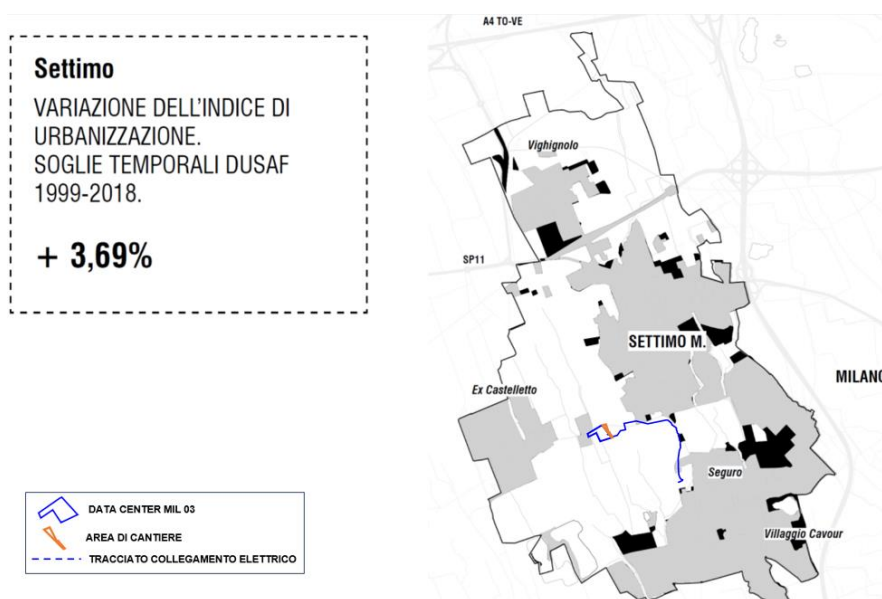 A4 TO-VE
Settimo
VARIAZIONE DELL'INDICE DI
URBANIZZAZIONE.
SOGLIE TEMPORALI DUSAF
1999-2018.
+ 3,69%
Vighignolo
SP11
SETTIMO M.
MILANO
Ex Castelletto
Seguro
Villaggio Cavour
DATA CENTER MIL 03
AREA DI CANTIERE
TRACCIATO COLLEGAMENTO ELETTRICO